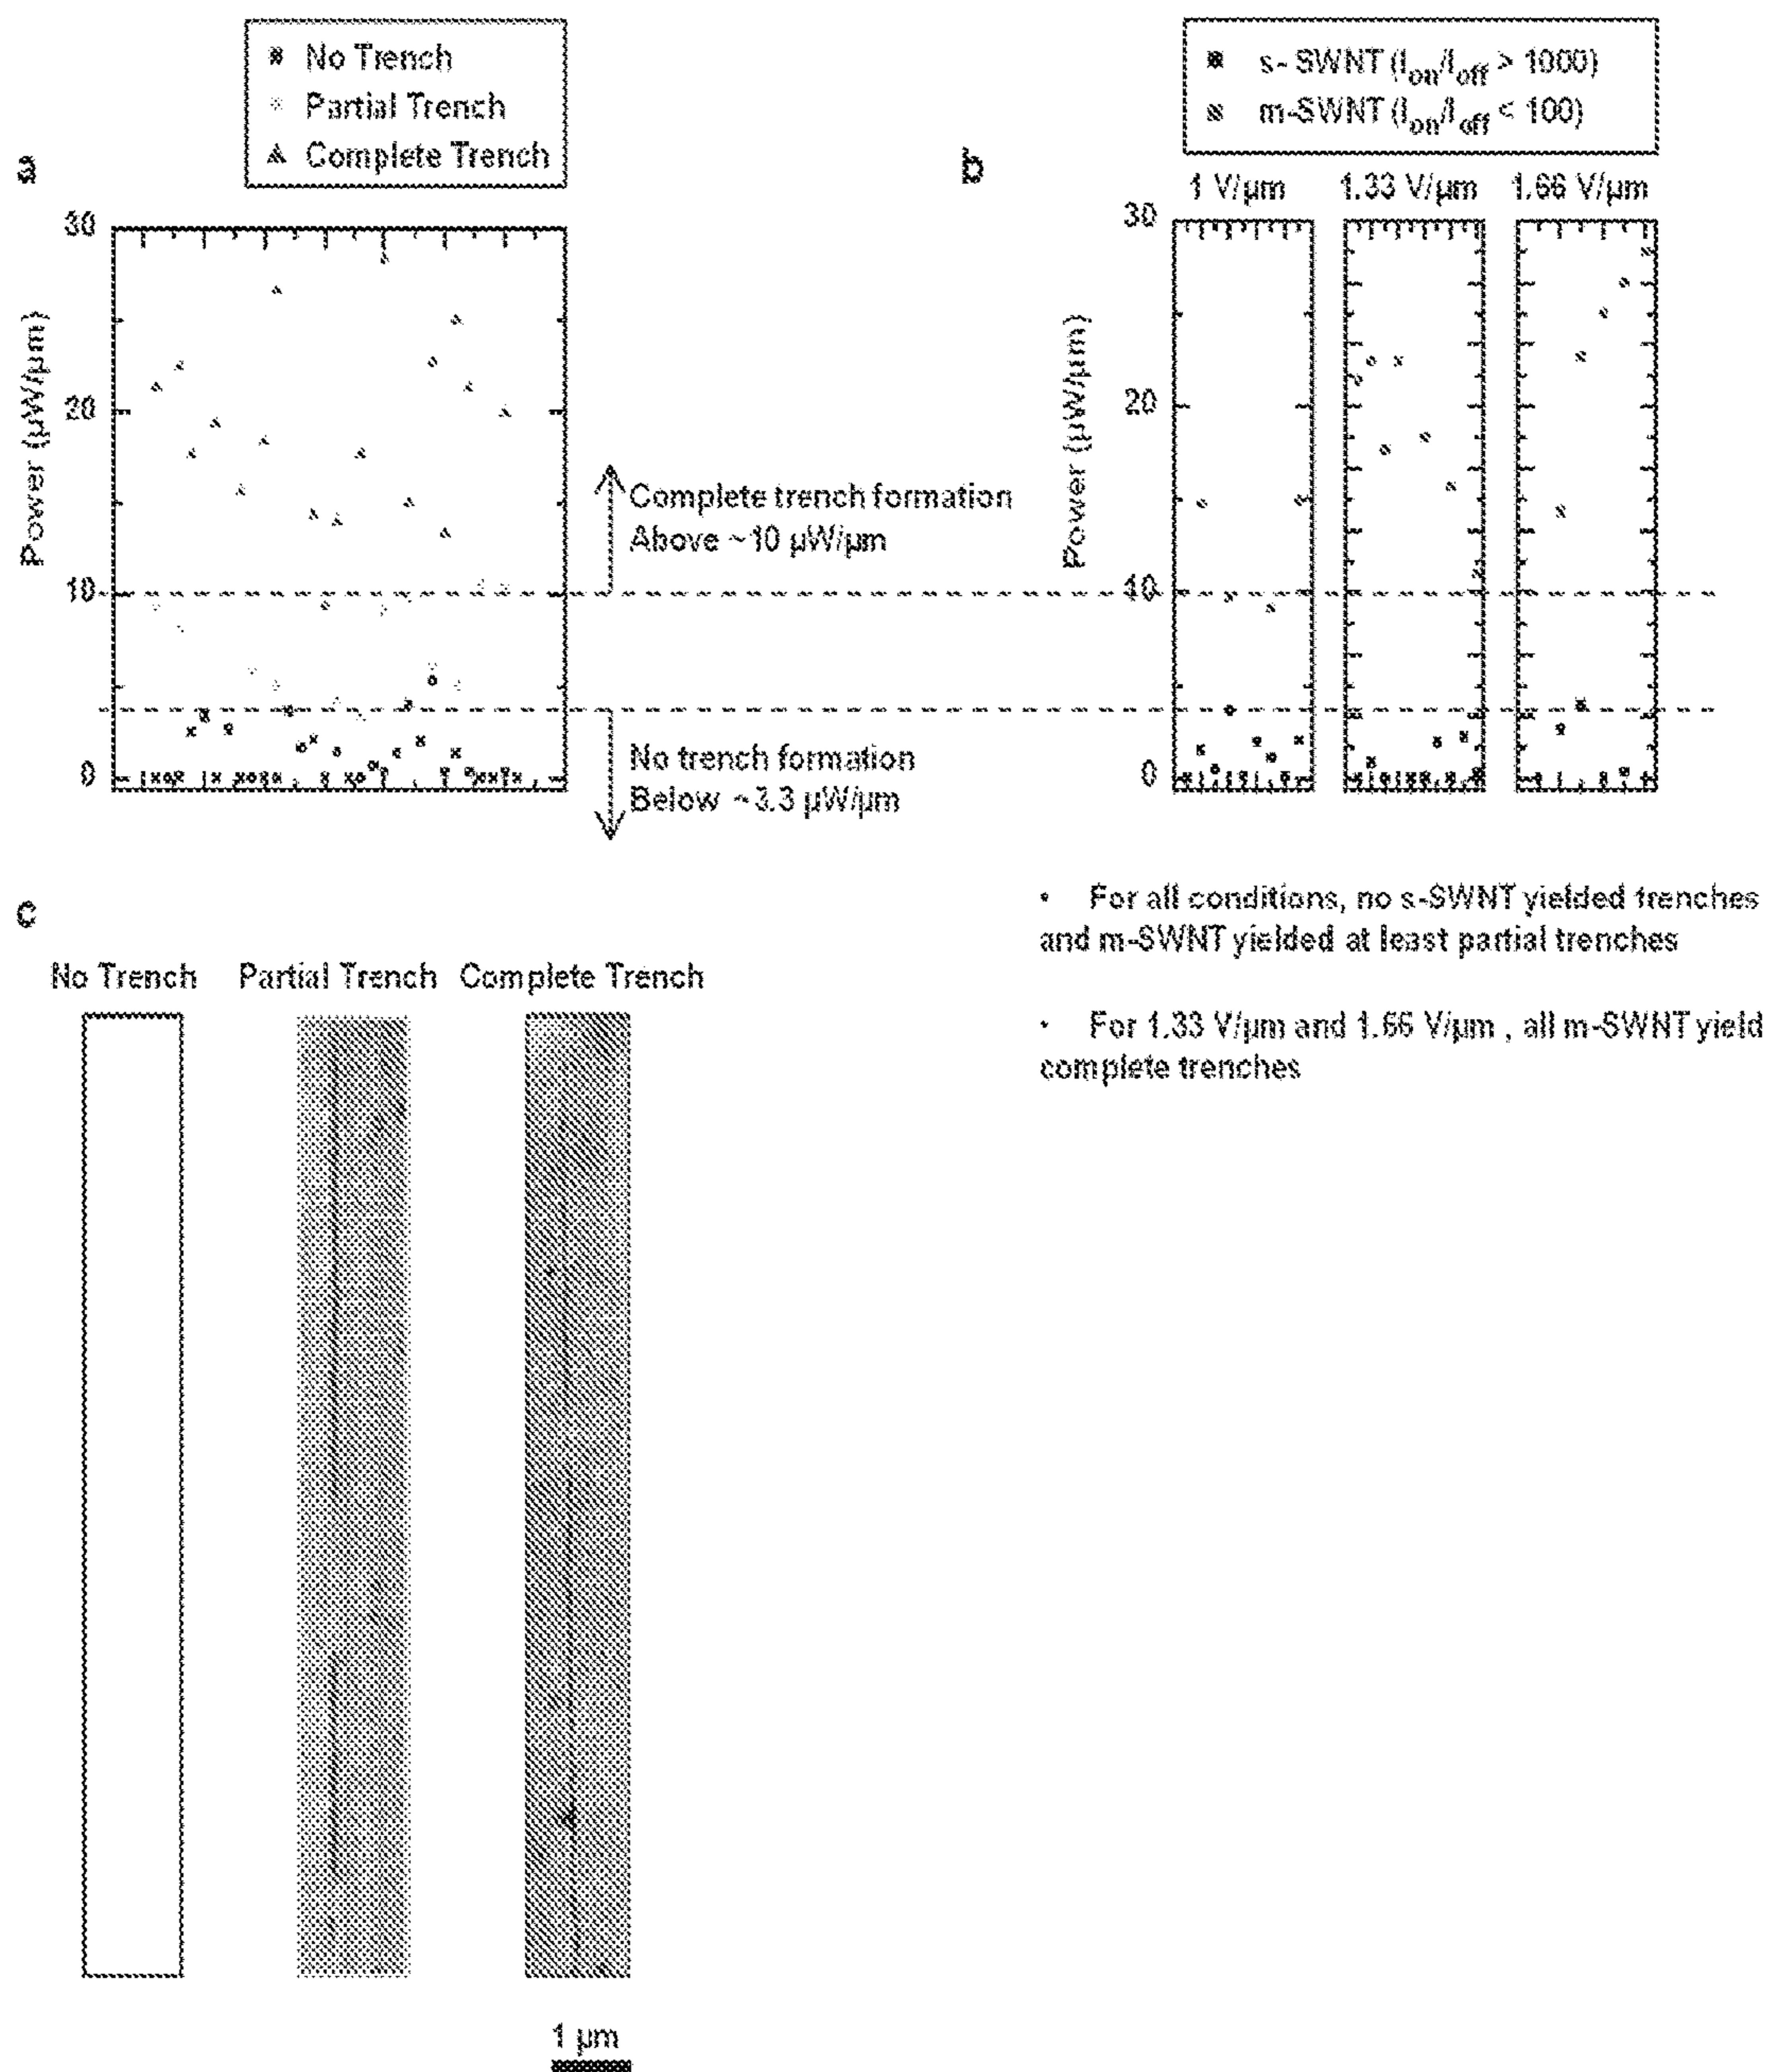 No Trench
Partial Trench
Complete Trench
a
30
20
10
0
Power (µW/µm)
Complete trench formation
Above ~10 µW/µm
No trench formation
Below ~3.3 µW/µm
b
s- SWNT (Ion/Ioff > 1000)
m-SWNT (Ion/Ioff < 100)
1 V/µm 1.33 V/µm 1.66 V/µm
30
20
10
0
Power (µW/µm)
• For all conditions, no s-SWNT yielded trenches
and m-SWNT yielded at least partial trenches
• For 1.33 V/µm and 1.66 V/µm , all m-SWNT yield
complete trenches
c
No Trench Partial Trench Complete Trench
1 µm